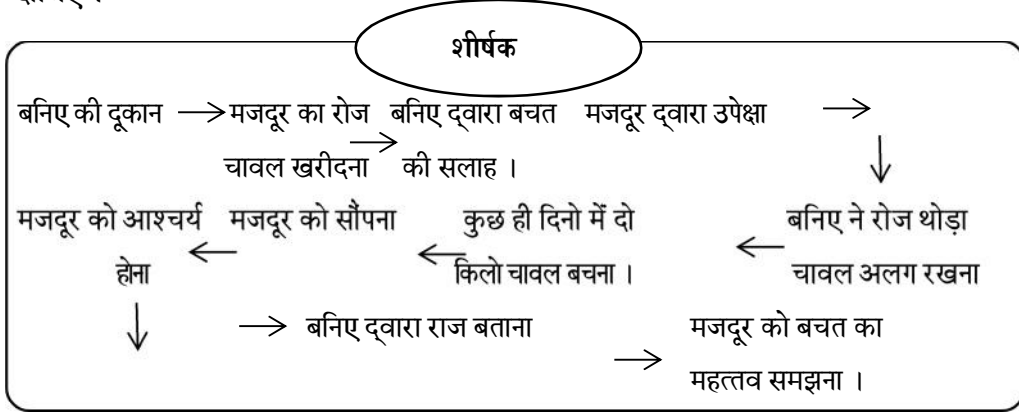 शीर्षक
बनिए की दूकान → मजदूर का रोज बनिए द्वारा बचत मजदूर द्वारा उपेक्षा →
चावल खरीदना → की सलाह ।
मजदूर को आश्चर्य मजदूर को सौंपना कुछ ही दिनो में दो बनिए ने रोज थोड़ा
होना ← ← किलो चावल बचना । ← चावल अलग रखना
→ बनिए द्वारा राज बताना मजदूर को बचत का
→ महत्तव समझना ।